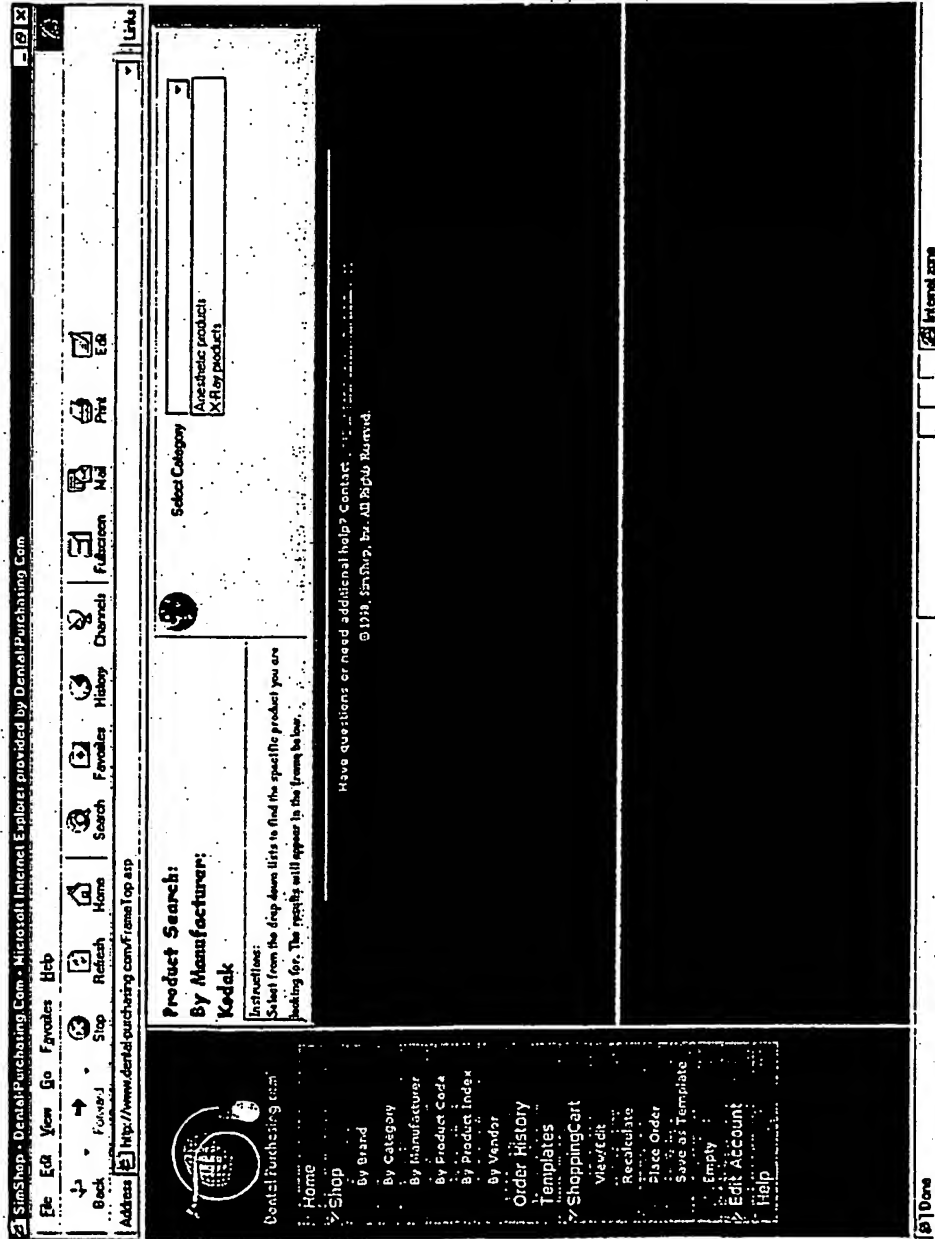 SimShop - Dental-Purchasing.Com - Microsoft Internet Explorer provided by Dental-Purchasing.Com
File Edit View Go Favorites Help
Back Forward Stop Refresh Home Search Favorites History Channels Fullscreen Mail Print Edit
Address http://www.dental-purchasing.com/FrameTop.asp Links
DentalPurchasing.com
Home
Shop
By Brand
By Category
By Manufacturer
By Product Code
By Product Index
By Vendor
Order History
Templates
ShoppingCart
View/Edit
Recalculate
Place Order
Save as Template
Empty
Edit Account
Help
Product Search:
By Manufacturer:
Kodak
Instructions:
Select from the drop down lists to find the specific product you are
looking for. The results will appear in the frame below.
Select Category
Anesthetic products
X-Ray products
Have questions or need additional help? Contact
SimShop, Inc. All Rights Reserved.
Done
Internet zone